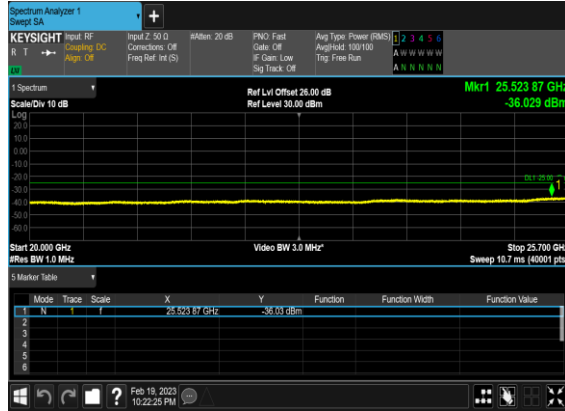 Spectrum Analyzer 1
Swept SA
KEYSIGHT Input: RF Input Z: 50 Ω #Atten: 20 dB PNO: Fast Avg Type: Power (RMS) 1 2 3 4 5 6
R T Coupling: DC Corrections: Off Gate: Off Avg|Hold: 100/100 A W W W W W
Align: Off Freq Ref: Int (S) IF Gain: Low Trig: Free Run
Sig Track: Off A N N N N N
1 Spectrum Ref Lvl Offset 26.00 dB Mkr1 25.523 87 GHz
Scale/Div 10 dB Ref Level 30.00 dBm -36.029 dBm
Log
20.0
10.0
0.00
-10.0
-20.0
DL1 -25.00
1
-30.0
-40.0
-50.0
-60.0
Start 20.000 GHz Video BW 3.0 MHz* Stop 25.700 GHz
#Res BW 1.0 MHz Sweep 10.7 ms (40001 pts)
5 Marker Table
Mode Trace Scale X Y Function Function Width Function Value
1 N 1 f 25.523 87 GHz -36.03 dBm
2
3
4
5
6
? Feb 19, 2023
10:22:25 PM